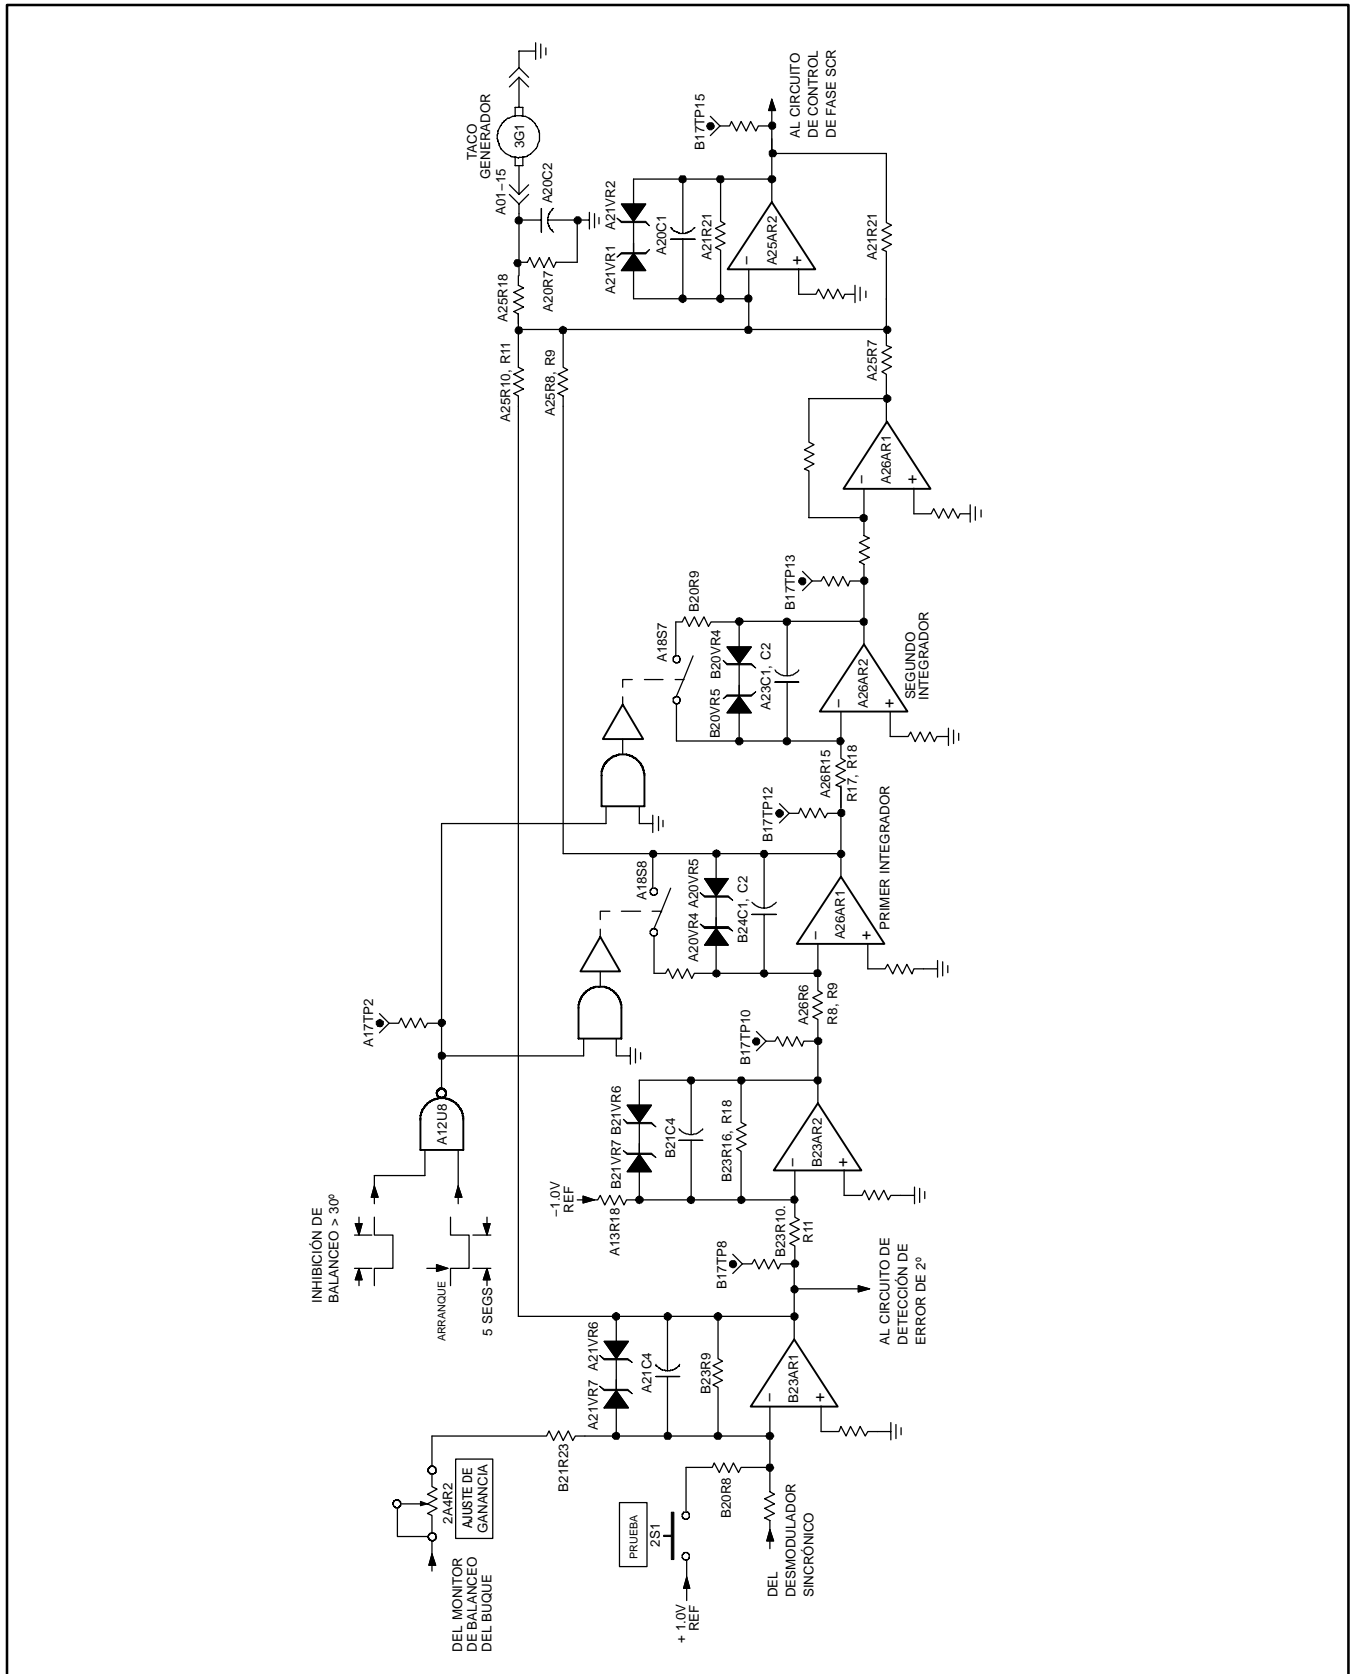 DEL MONITOR
DE BALANCEO
DEL BUQUE
2A4R2
AJUSTE DE
GANANCIA
+ 1.0V
REF
PRUEBA
2S1
B20R8
DEL
DESMODULADOR
SINCRÓNICO
B21R23
A21VR7 A21VR6
A21C4
B23R9
−
+
B23AR1
INHIBICIÓN DE
BALANCEO > 30º
ARRANQUE
5 SEGS
A12U8
A17TP2
AL CIRCUITO DE
DETECCIÓN DE
ERROR DE 2º
B17TP8
B23R10.
R11
−1.0V
REF
A13R18
B21VR7 B21VR6
B21C4
B23R16, R18
−
+
B23AR2
B17TP10
A26R6
R8, R9
A18S8
A20VR4 A20VR5
B24C1, C2
−
+
A26AR1
PRIMER INTEGRADOR
B17TP12
A26R15
R17, R18
A18S7
B20R9
B20VR5 B20VR4
A23C1, C2
−
+
A26AR2
SEGUNDO
INTEGRADOR
B17TP13
−
+
A26AR1
A25R7
A25R10, R11
A25R8, R9
A25R18
A20R7
A20C2
A01−15
TACO
GENERADOR
3G1
A21VR1 A21VR2
A20C1
A21R21
−
+
A25AR2
A21R21
B17TP15
AL CIRCUITO
DE CONTROL
DE FASE SCR